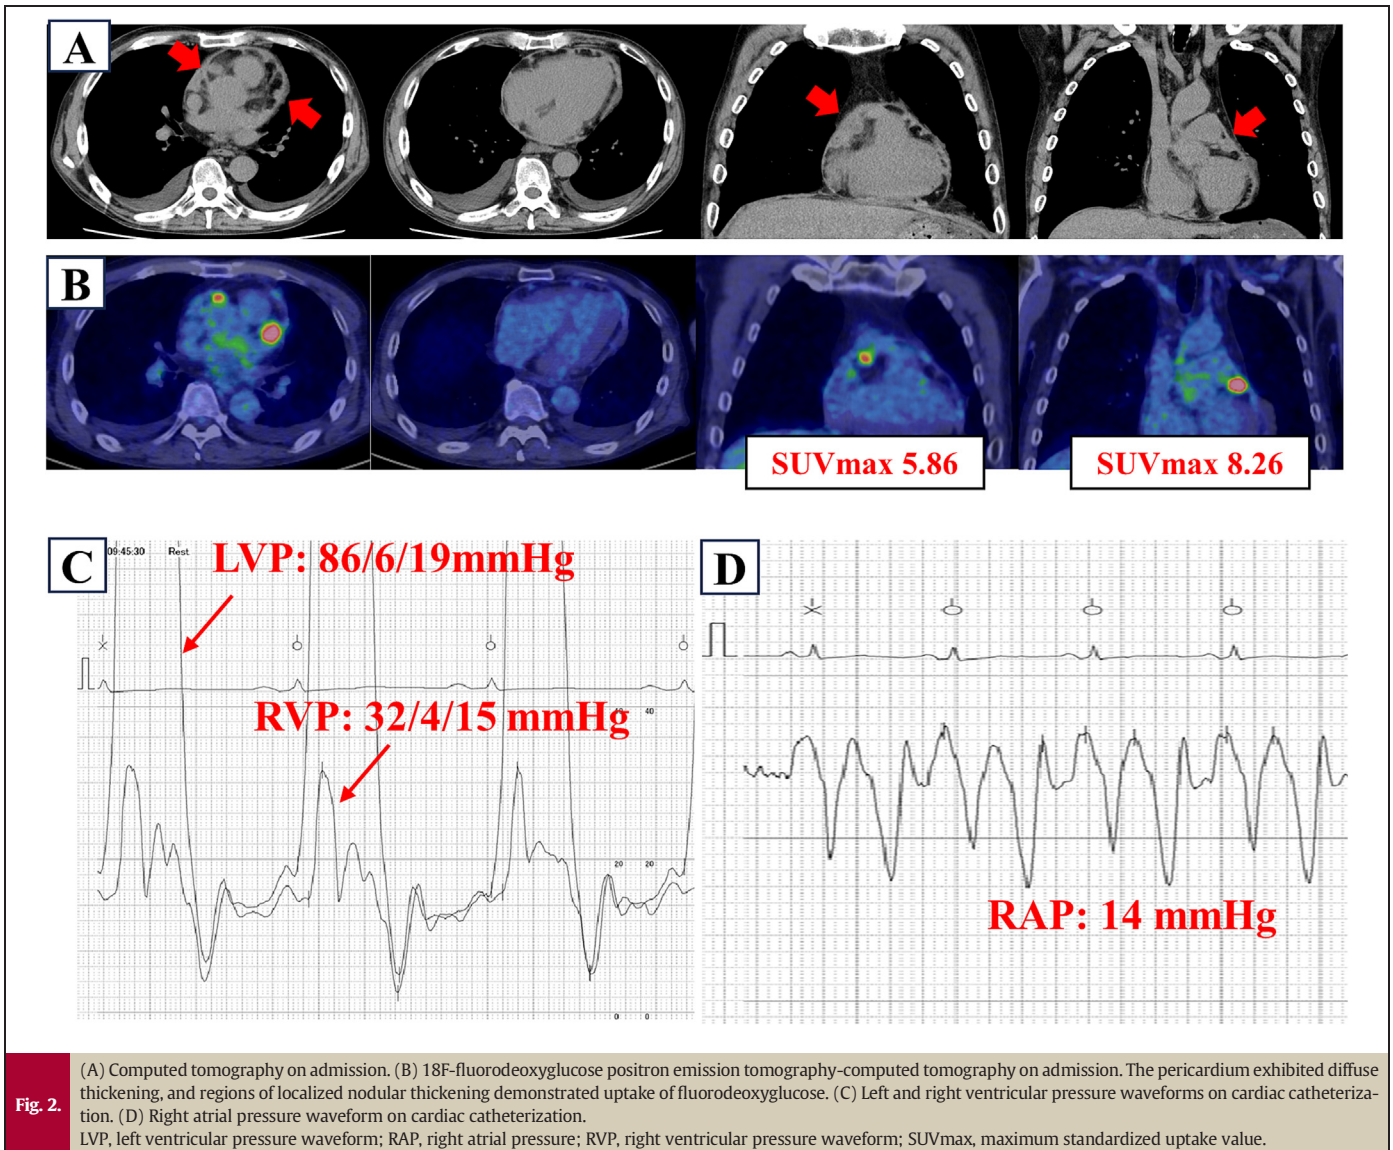 A
B
SUVmax 5.86
SUVmax 8.26
C
09:45:30 Rest
LVP: 86/6/19mmHg
RVP: 32/4/15 mmHg
40
20 20
0 0
D
RAP: 14 mmHg
Fig. 2.
(A) Computed tomography on admission. (B) 18F-fluorodeoxyglucose positron emission tomography-computed tomography on admission. The pericardium exhibited diffuse
thickening, and regions of localized nodular thickening demonstrated uptake of fluorodeoxyglucose. (C) Left and right ventricular pressure waveforms on cardiac catheteriza-
tion. (D) Right atrial pressure waveform on cardiac catheterization.
LVP, left ventricular pressure waveform; RAP, right atrial pressure; RVP, right ventricular pressure waveform; SUVmax, maximum standardized uptake value.